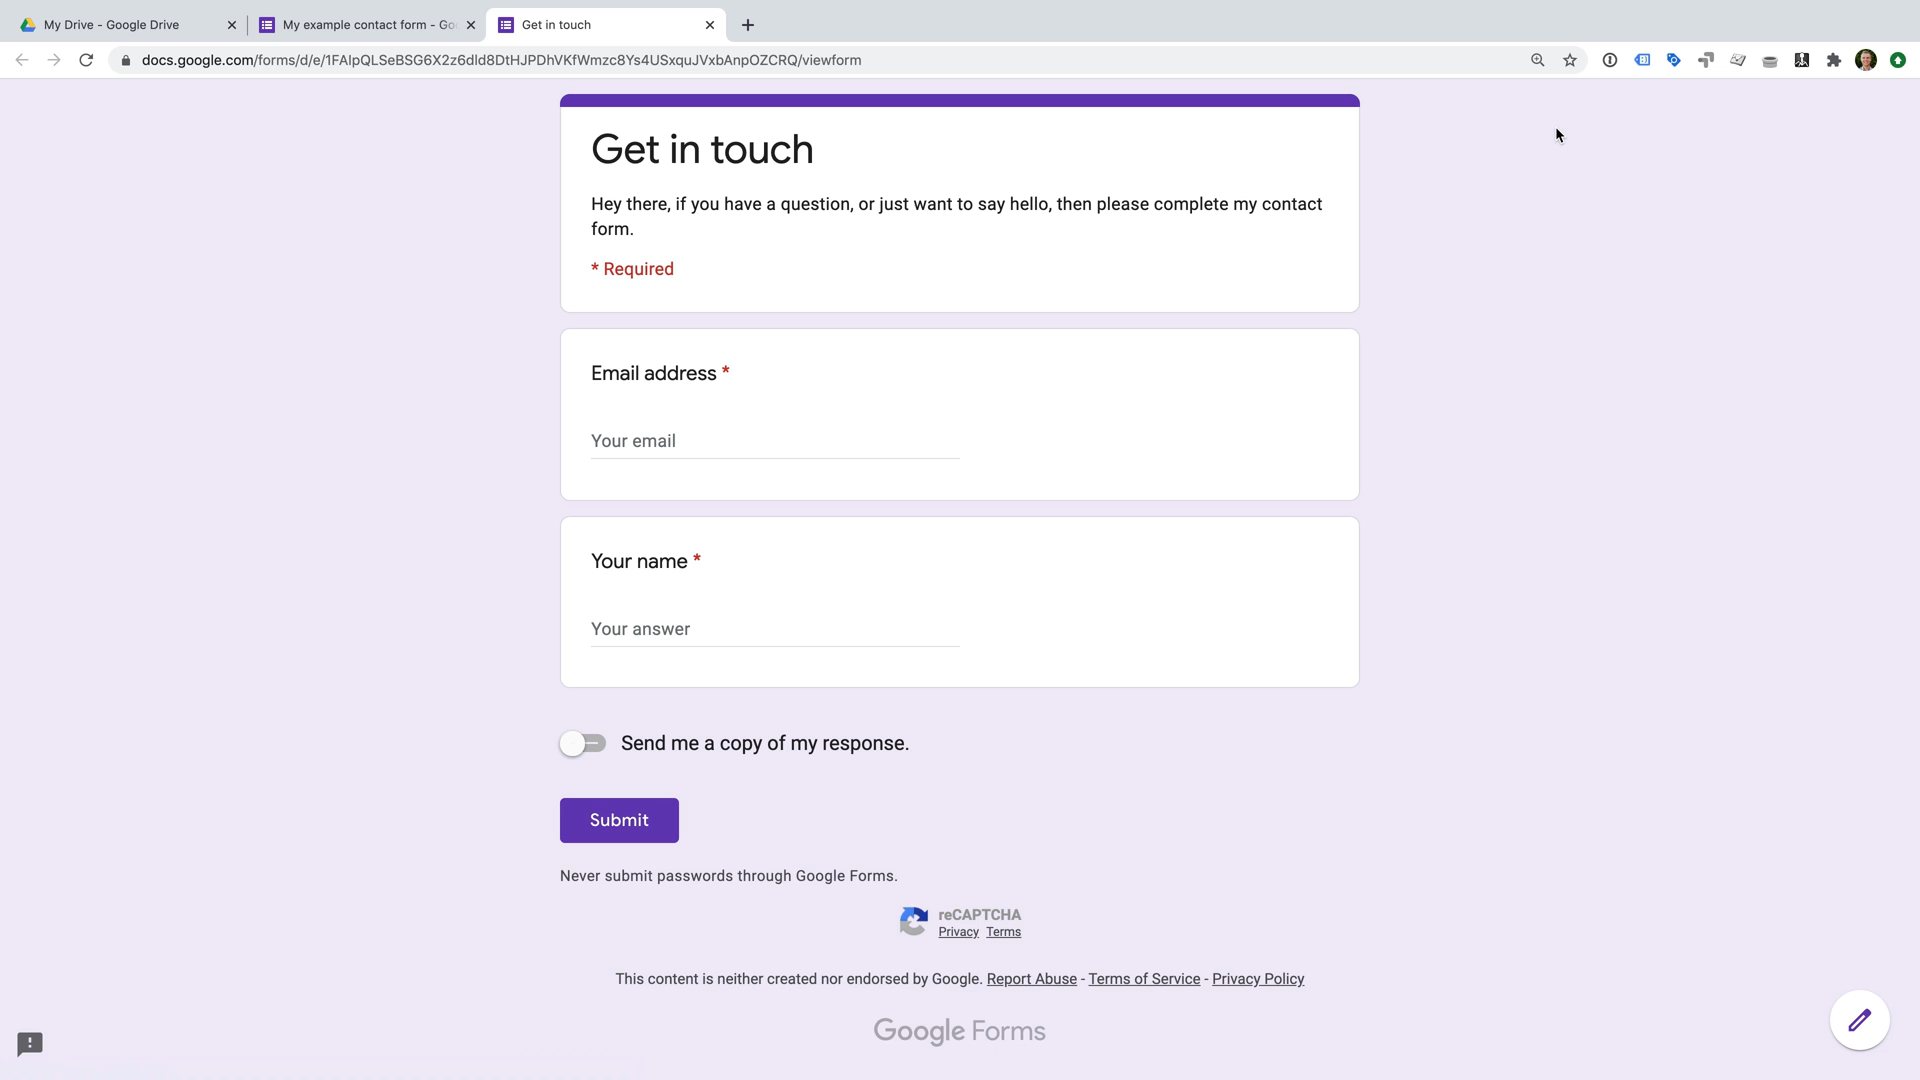 My Drive - Google Drive
My example contact form - Goo
Get in touch
docs.google.com/forms/d/e/1FAIpQLSeBSG6X2z6dId8DtHJPDhVKfWmzc8Ys4USxquJVxbAnpOZCRQ/viewform
Get in touch
Hey there, if you have a question, or just want to say hello, then please complete my contact
form.
* Required
Email address *
Your email
Your name *
Your answer
Send me a copy of my response.
Submit
Never submit passwords through Google Forms.
reCAPTCHA
Privacy Terms
This content is neither created nor endorsed by Google. Report Abuse - Terms of Service - Privacy Policy
Google Forms